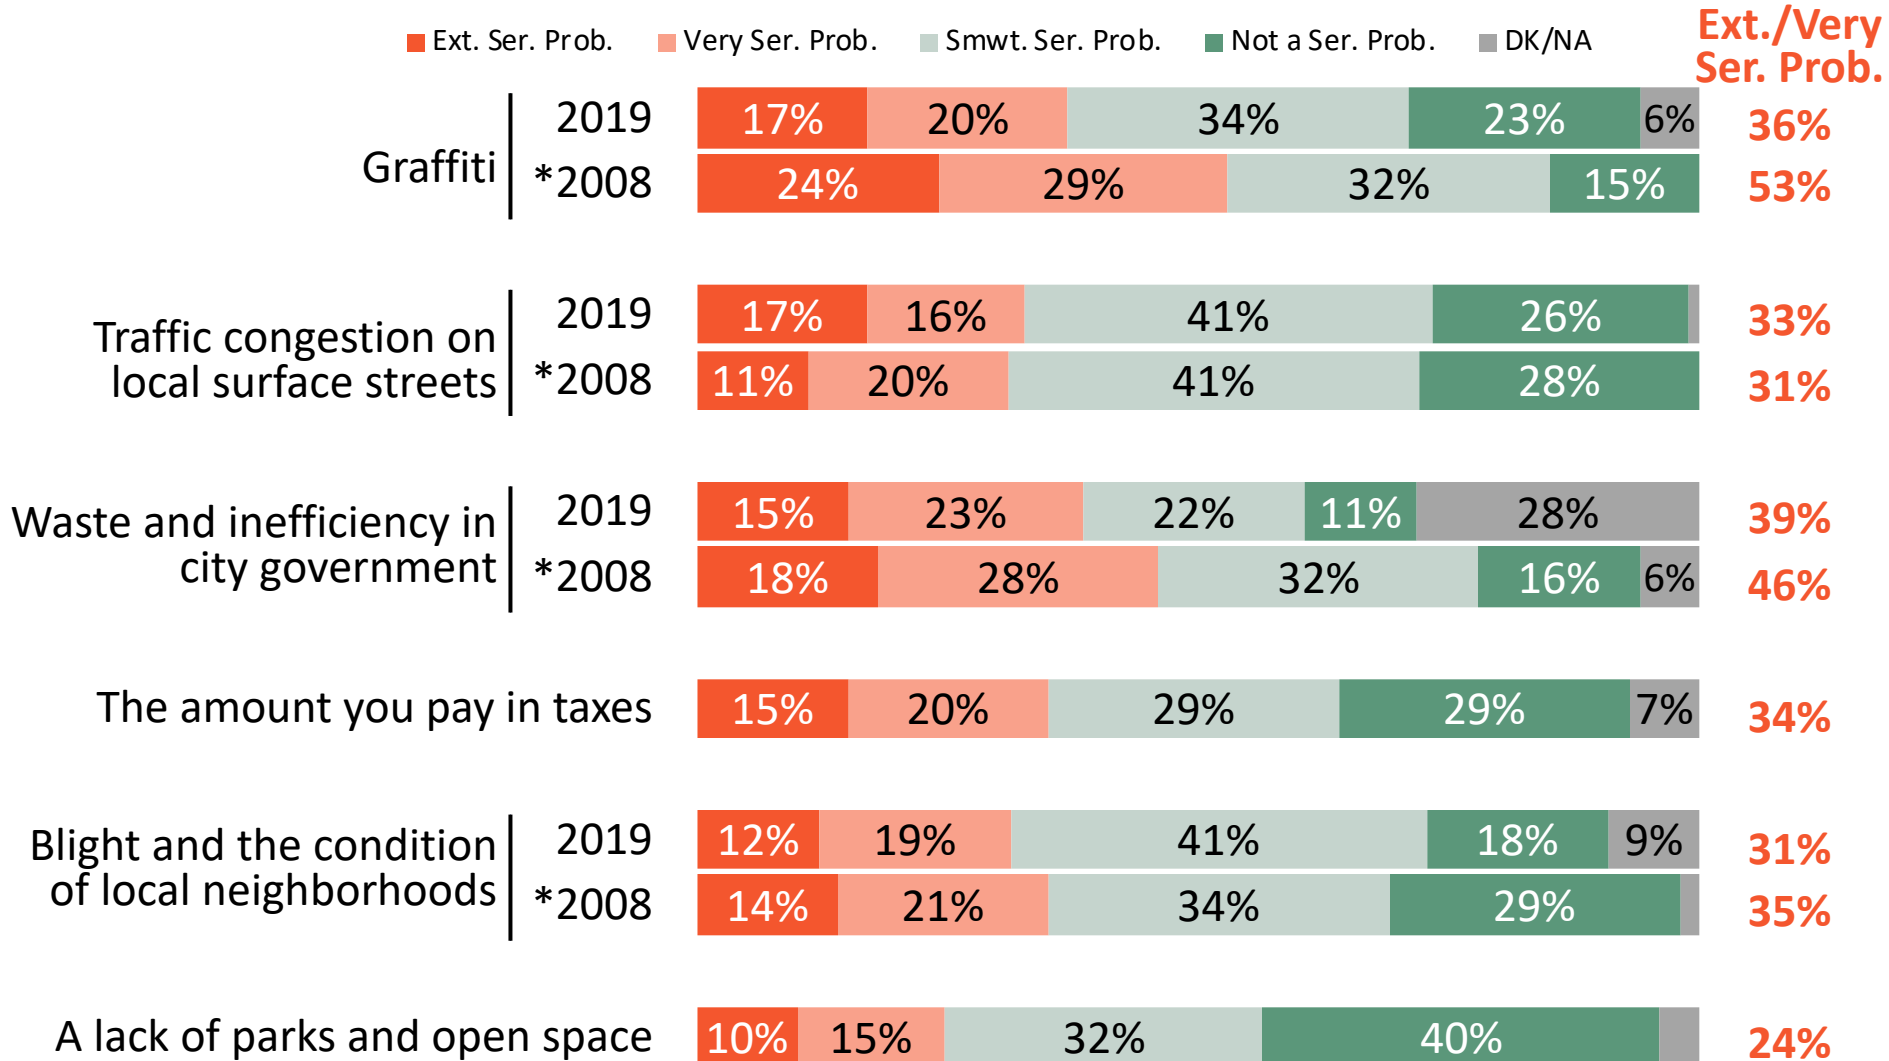 Ext. Ser. Prob. Very Ser. Prob. Smwt. Ser. Prob. Not a Ser. Prob. DK/NA
Ext./Very
Ser. Prob.
Graffiti
2019 17% 20% 34% 23% 6% 36%
*2008 24% 29% 32% 15% 53%
Traffic congestion on
local surface streets
2019 17% 16% 41% 26% 33%
*2008 11% 20% 41% 28% 31%
Waste and inefficiency in
city government
2019 15% 23% 22% 11% 28% 39%
*2008 18% 28% 32% 16% 6% 46%
The amount you pay in taxes 15% 20% 29% 29% 7% 34%
Blight and the condition
of local neighborhoods
2019 12% 19% 41% 18% 9% 31%
*2008 14% 21% 34% 29% 35%
A lack of parks and open space 10% 15% 32% 40% 24%